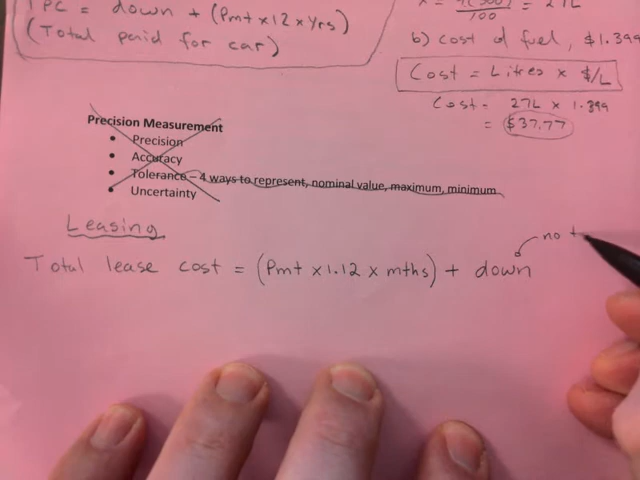 TPC = down + (Pmt x 12 x yrs)
(Total paid for car)
100 = 27L
b) cost of fuel, $1.399
Cost = Litres x $/L
Cost = 27L x 1.399
= $37.77
Precision Measurement
• Precision
• Accuracy
• Tolerance – 4 ways to represent, nominal value, maximum, minimum
• Uncertainty
Leasing
no t
Total lease cost = (Pmt x 1.12 x mths) + down